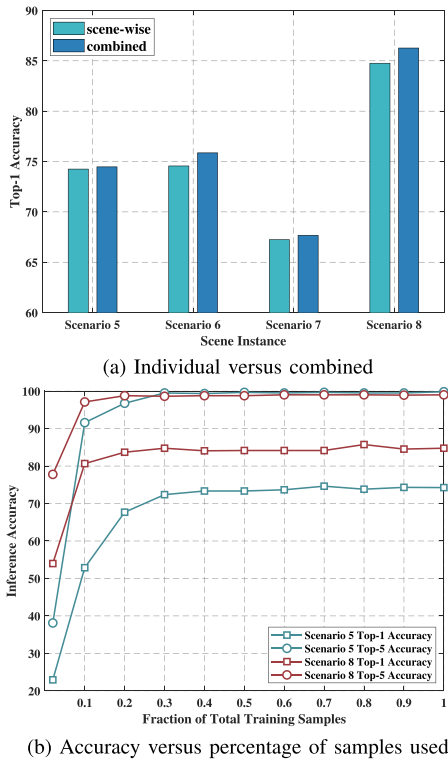 90
85
80
75
70
65
60
Top-1 Accuracy
scene-wise
combined
Scenario 5 Scenario 6 Scenario 7 Scenario 8
Scene Instance
(a) Individual versus combined
100
90
80
70
60
50
40
30
20
Inference Accuracy
Scenario 5 Top-1 Accuracy
Scenario 5 Top-5 Accuracy
Scenario 8 Top-1 Accuracy
Scenario 8 Top-5 Accuracy
0.1 0.2 0.3 0.4 0.5 0.6 0.7 0.8 0.9 1
Fraction of Total Training Samples
(b) Accuracy versus percentage of samples used